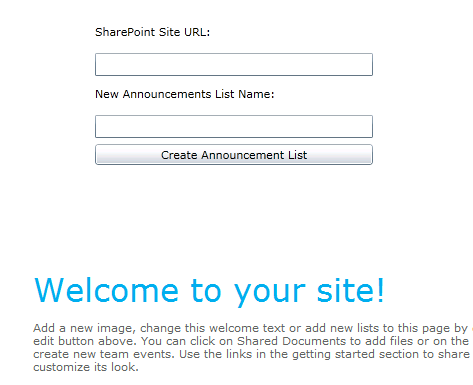 SharePoint Site URL:
New Announcements List Name:
Create Announcement List
Welcome to your site!
Add a new image, change this welcome text or add new lists to this page by
edit button above. You can click on Shared Documents to add files or on the
create new team events. Use the links in the getting started section to share
customize its look.